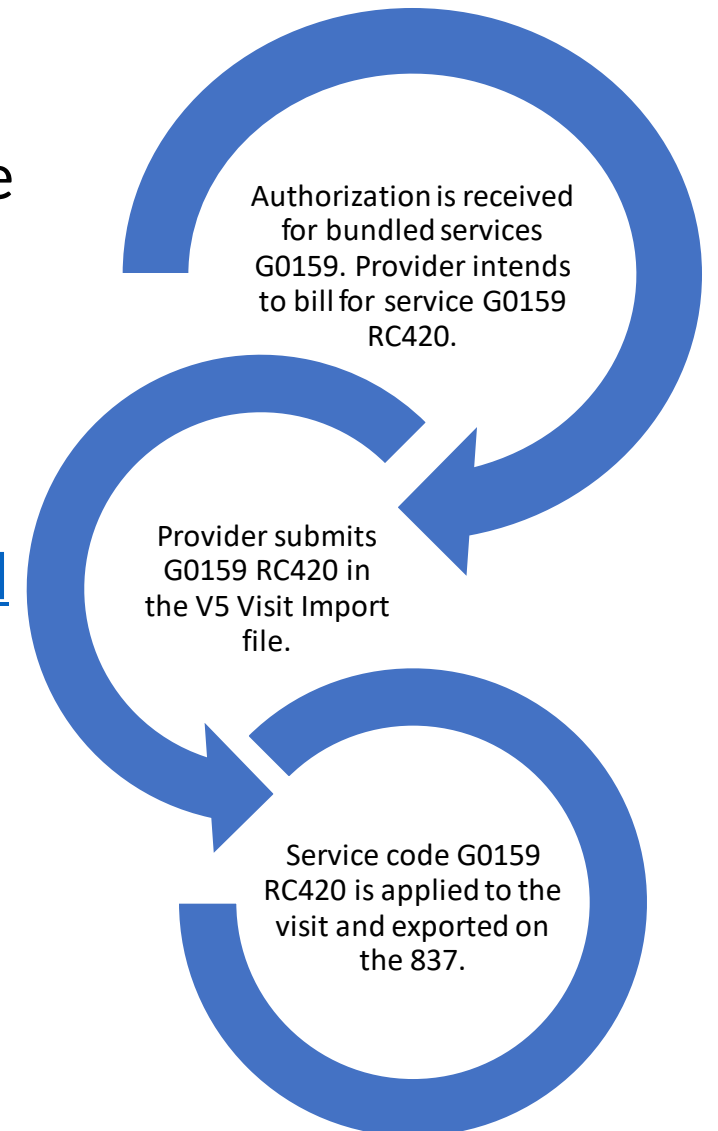 e
Authorization is received
for bundled services
G0159. Provider intends
to bill for service G0159
RC420.
Provider submits
G0159 RC420 in
the V5 Visit Import
file.
Service code G0159
RC420 is applied to the
visit and exported on
the 837.